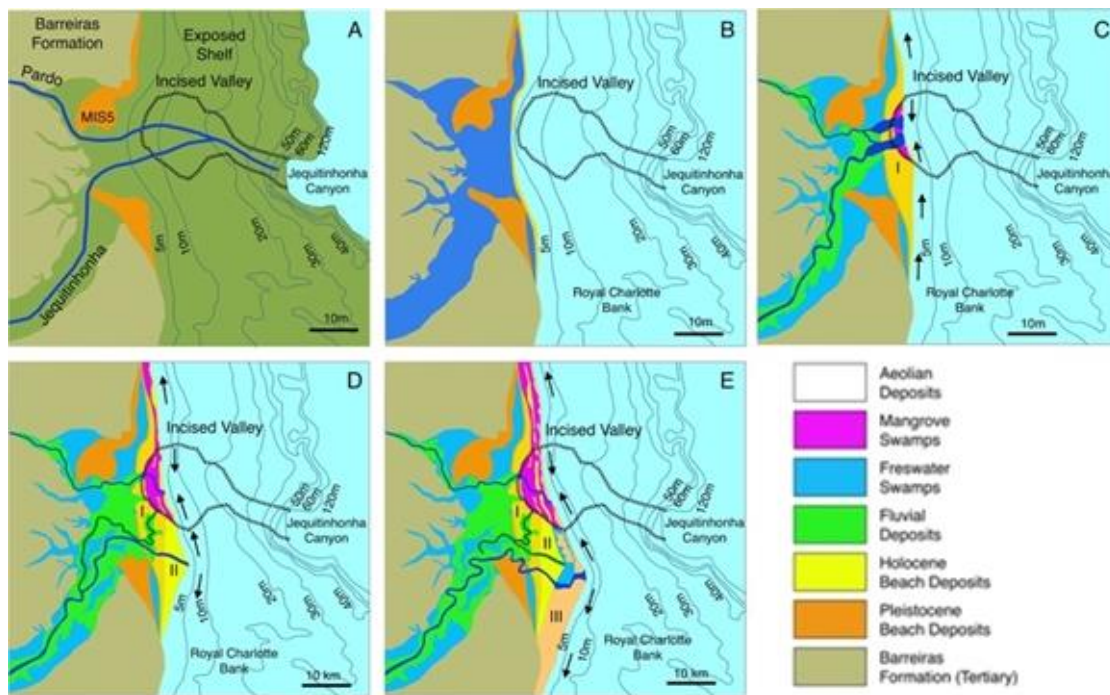 Barreiras
Formation
A
Exposed
Shelf
Pardo
Incised Valley
MIS5
50m
60m
120m
Jequitinhonha
Canyon
5m
10m
20m
30m
40m
Jequitinhonha
10m
B
Incised Valley
50m
60m
120m
Jequitinhonha
Canyon
5m
10m
20m
30m
40m
Royal Charlotte
Bank
10m
C
Incised Valley
50m
60m
120m
Jequitinhonha
Canyon
I
5m
10m
20m
30m
40m
Royal Charlotte
Bank
10m
D
Incised Valley
50m
60m
120m
Jequitinhonha
Canyon
I
II
5m
10m
20m
30m
40m
Royal Charlotte
Bank
10 km
E
Incised Valley
50m
60m
120m
Jequitinhonha
Canyon
I
II
III
5m
10m
20m
30m
40m
Royal Charlotte
Bank
10 km
Aeolian
Deposits
Mangrove
Swamps
Freswater
Swamps
Fluvial
Deposits
Holocene
Beach Deposits
Pleistocene
Beach Deposits
Barreiras
Formation (Tertiary)